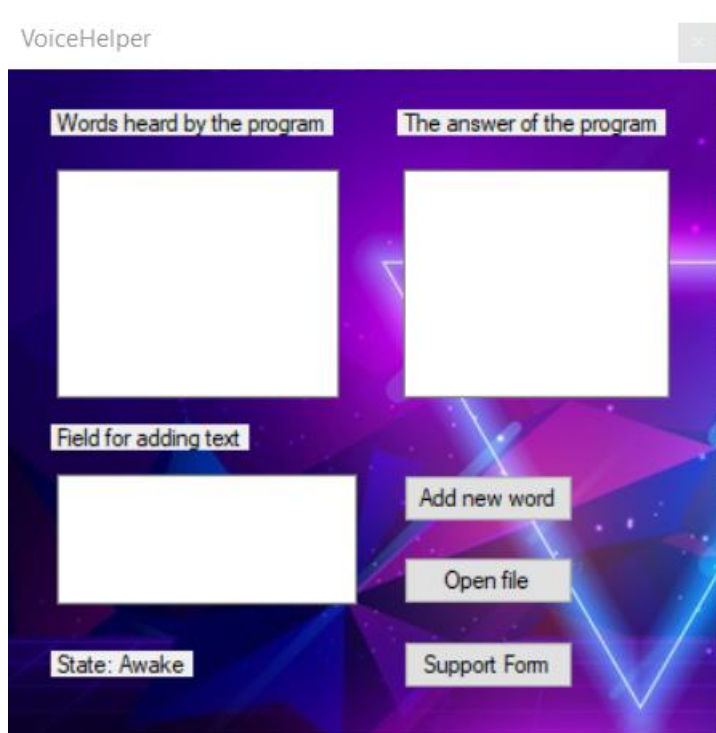 VoiceHelper
Words heard by the program
The answer of the program
Field for adding text
Add new word
Open file
State: Awake
Support Form